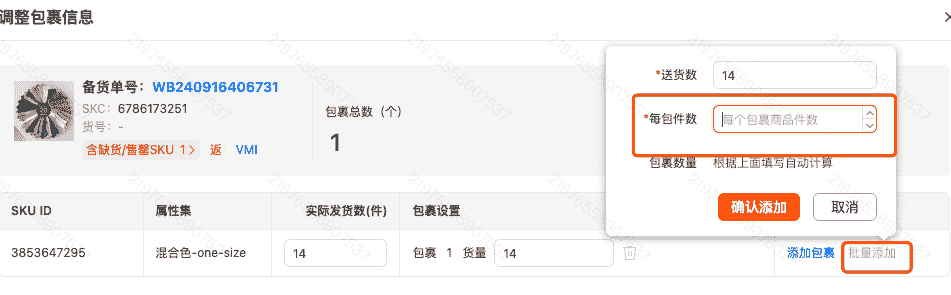 调整包裹信息
备货单号：WB240916406731
SKC：6786173251
货号：-
含缺货/售罄SKU 1 > 返 VMI
包裹总数（个）
1
*送货数 14
*每包件数 每个包裹商品件数
包裹数量 根据上面填写自动计算
确认添加 取消
SKU ID 属性集 实际发货数(件) 包裹设置
3853647295 混合色-one-size 14 包裹 1 货量 14 添加包裹 批量添加